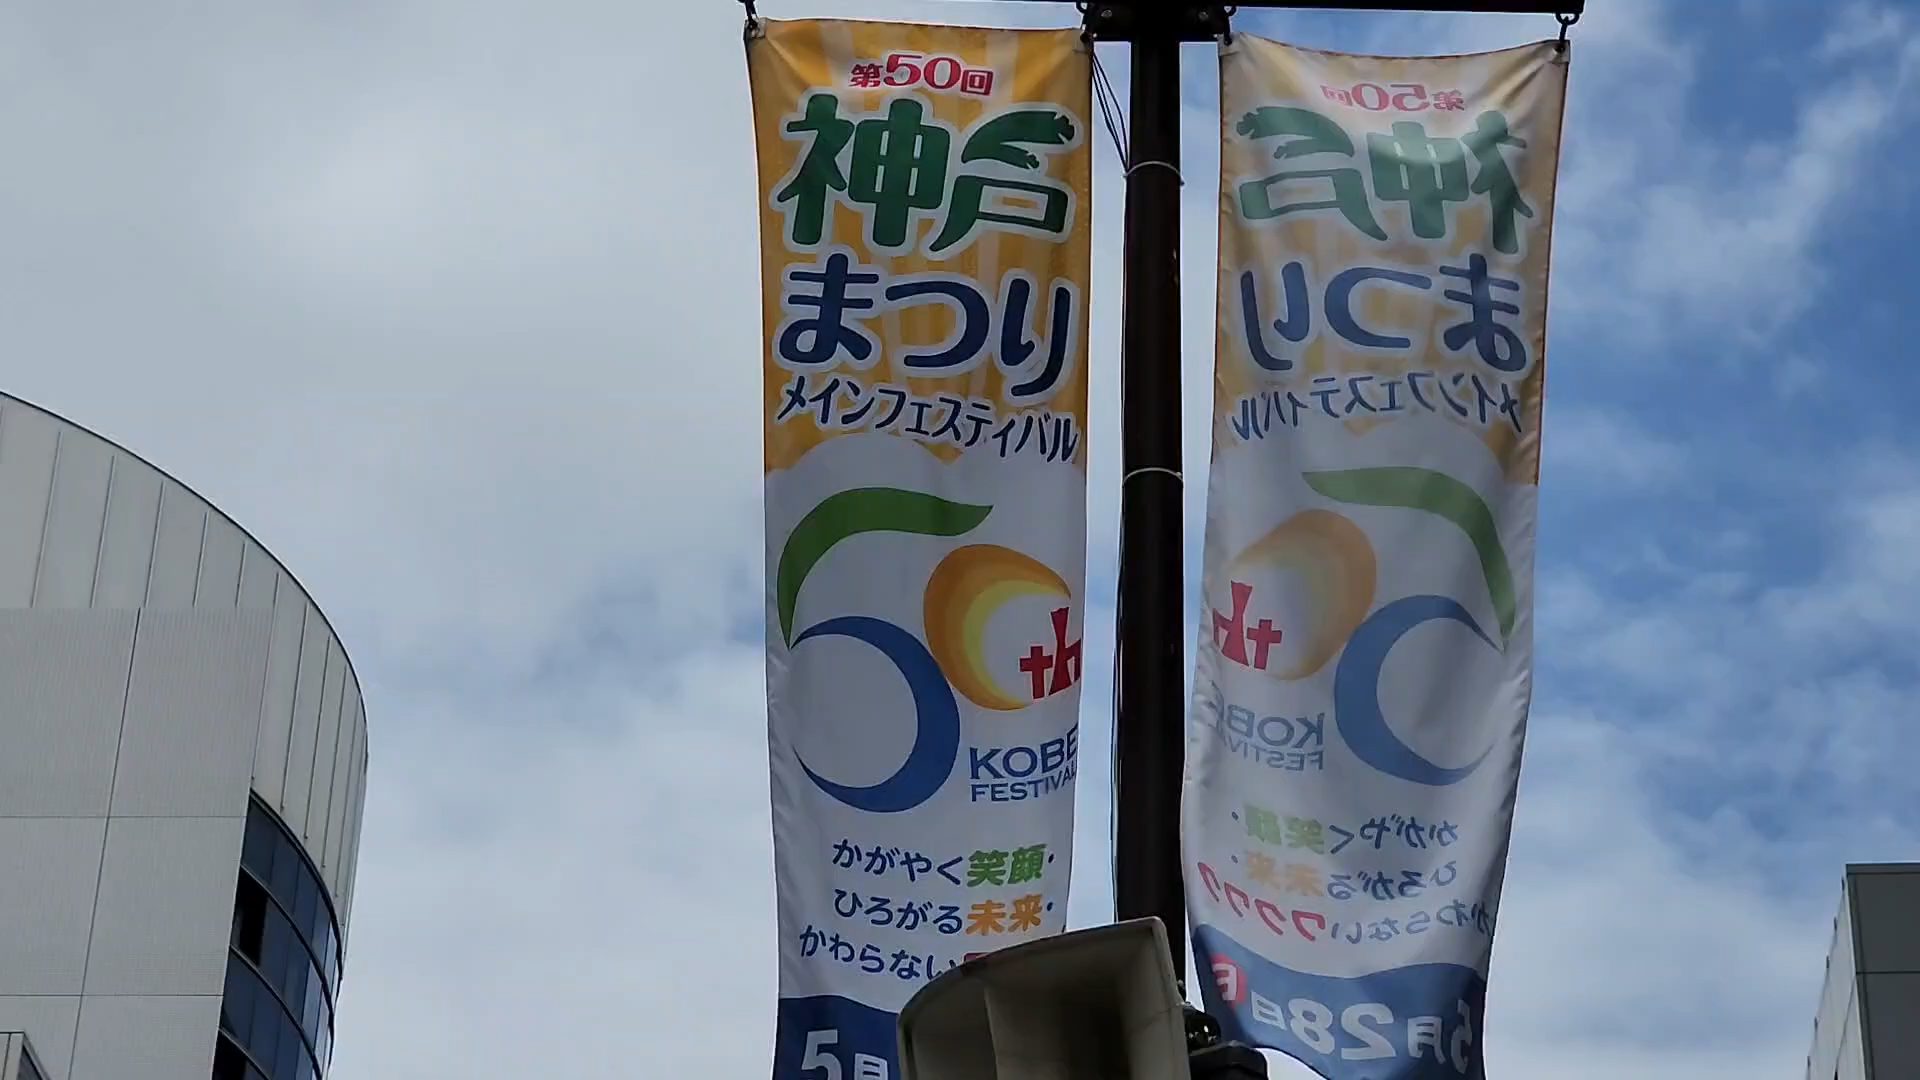 第50回
神戸
まつり
メインフェスティバル
50th
KOBE
FESTIVAL
かがやく笑顔・
ひろがる未来・
かわらない
5月
第50回
神戸
まつり
メインフェスティバル
50th
KOBE
FESTIVAL
かがやく笑顔・
ひろがる未来・
かわらないワクワク
5月28日